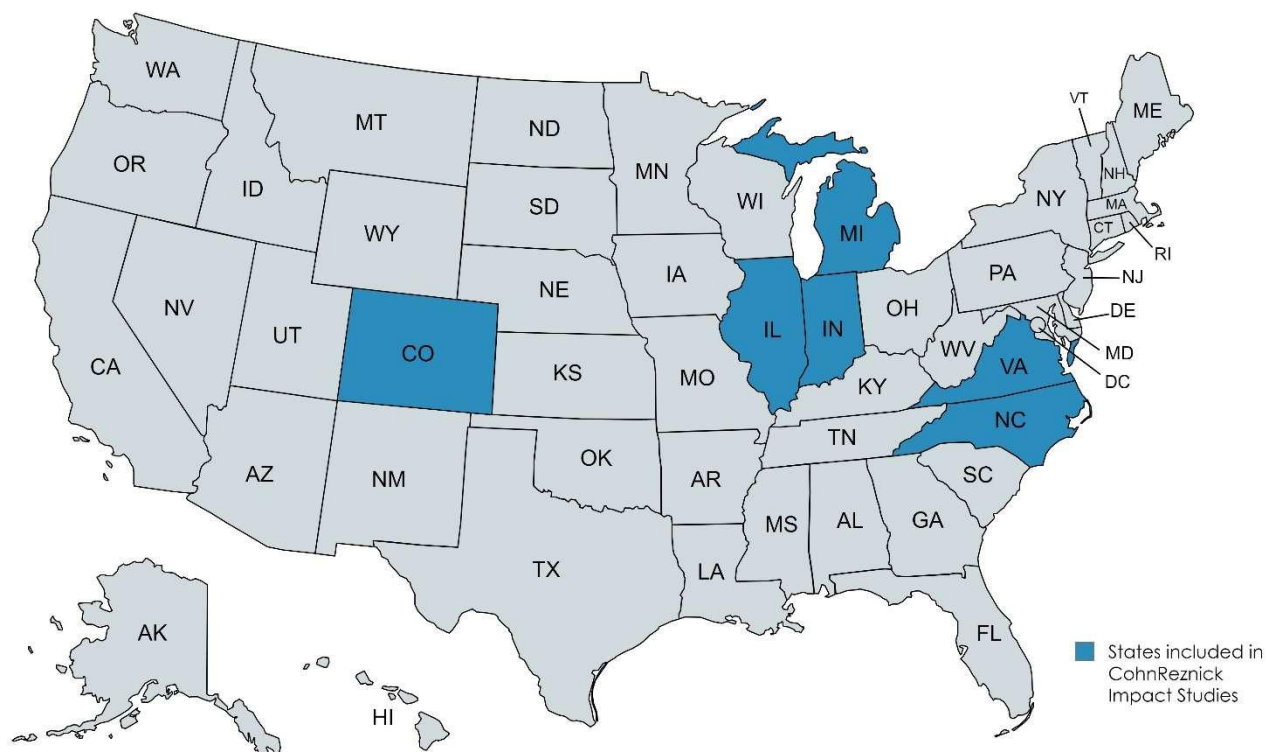 WA
MT
ND
MN
VT
ME
OR
ID
SD
WI
NY
NH
MA
WY
MI
CT
RI
IA
PA
NJ
NE
NV
UT
CO
IL
IN
OH
DE
CA
KS
MO
WV
VA
MD
KY
DC
AZ
NM
OK
TN
NC
AR
SC
MS
AL
GA
TX
LA
AK
FL
HI
States included in
CohnReznick
Impact Studies